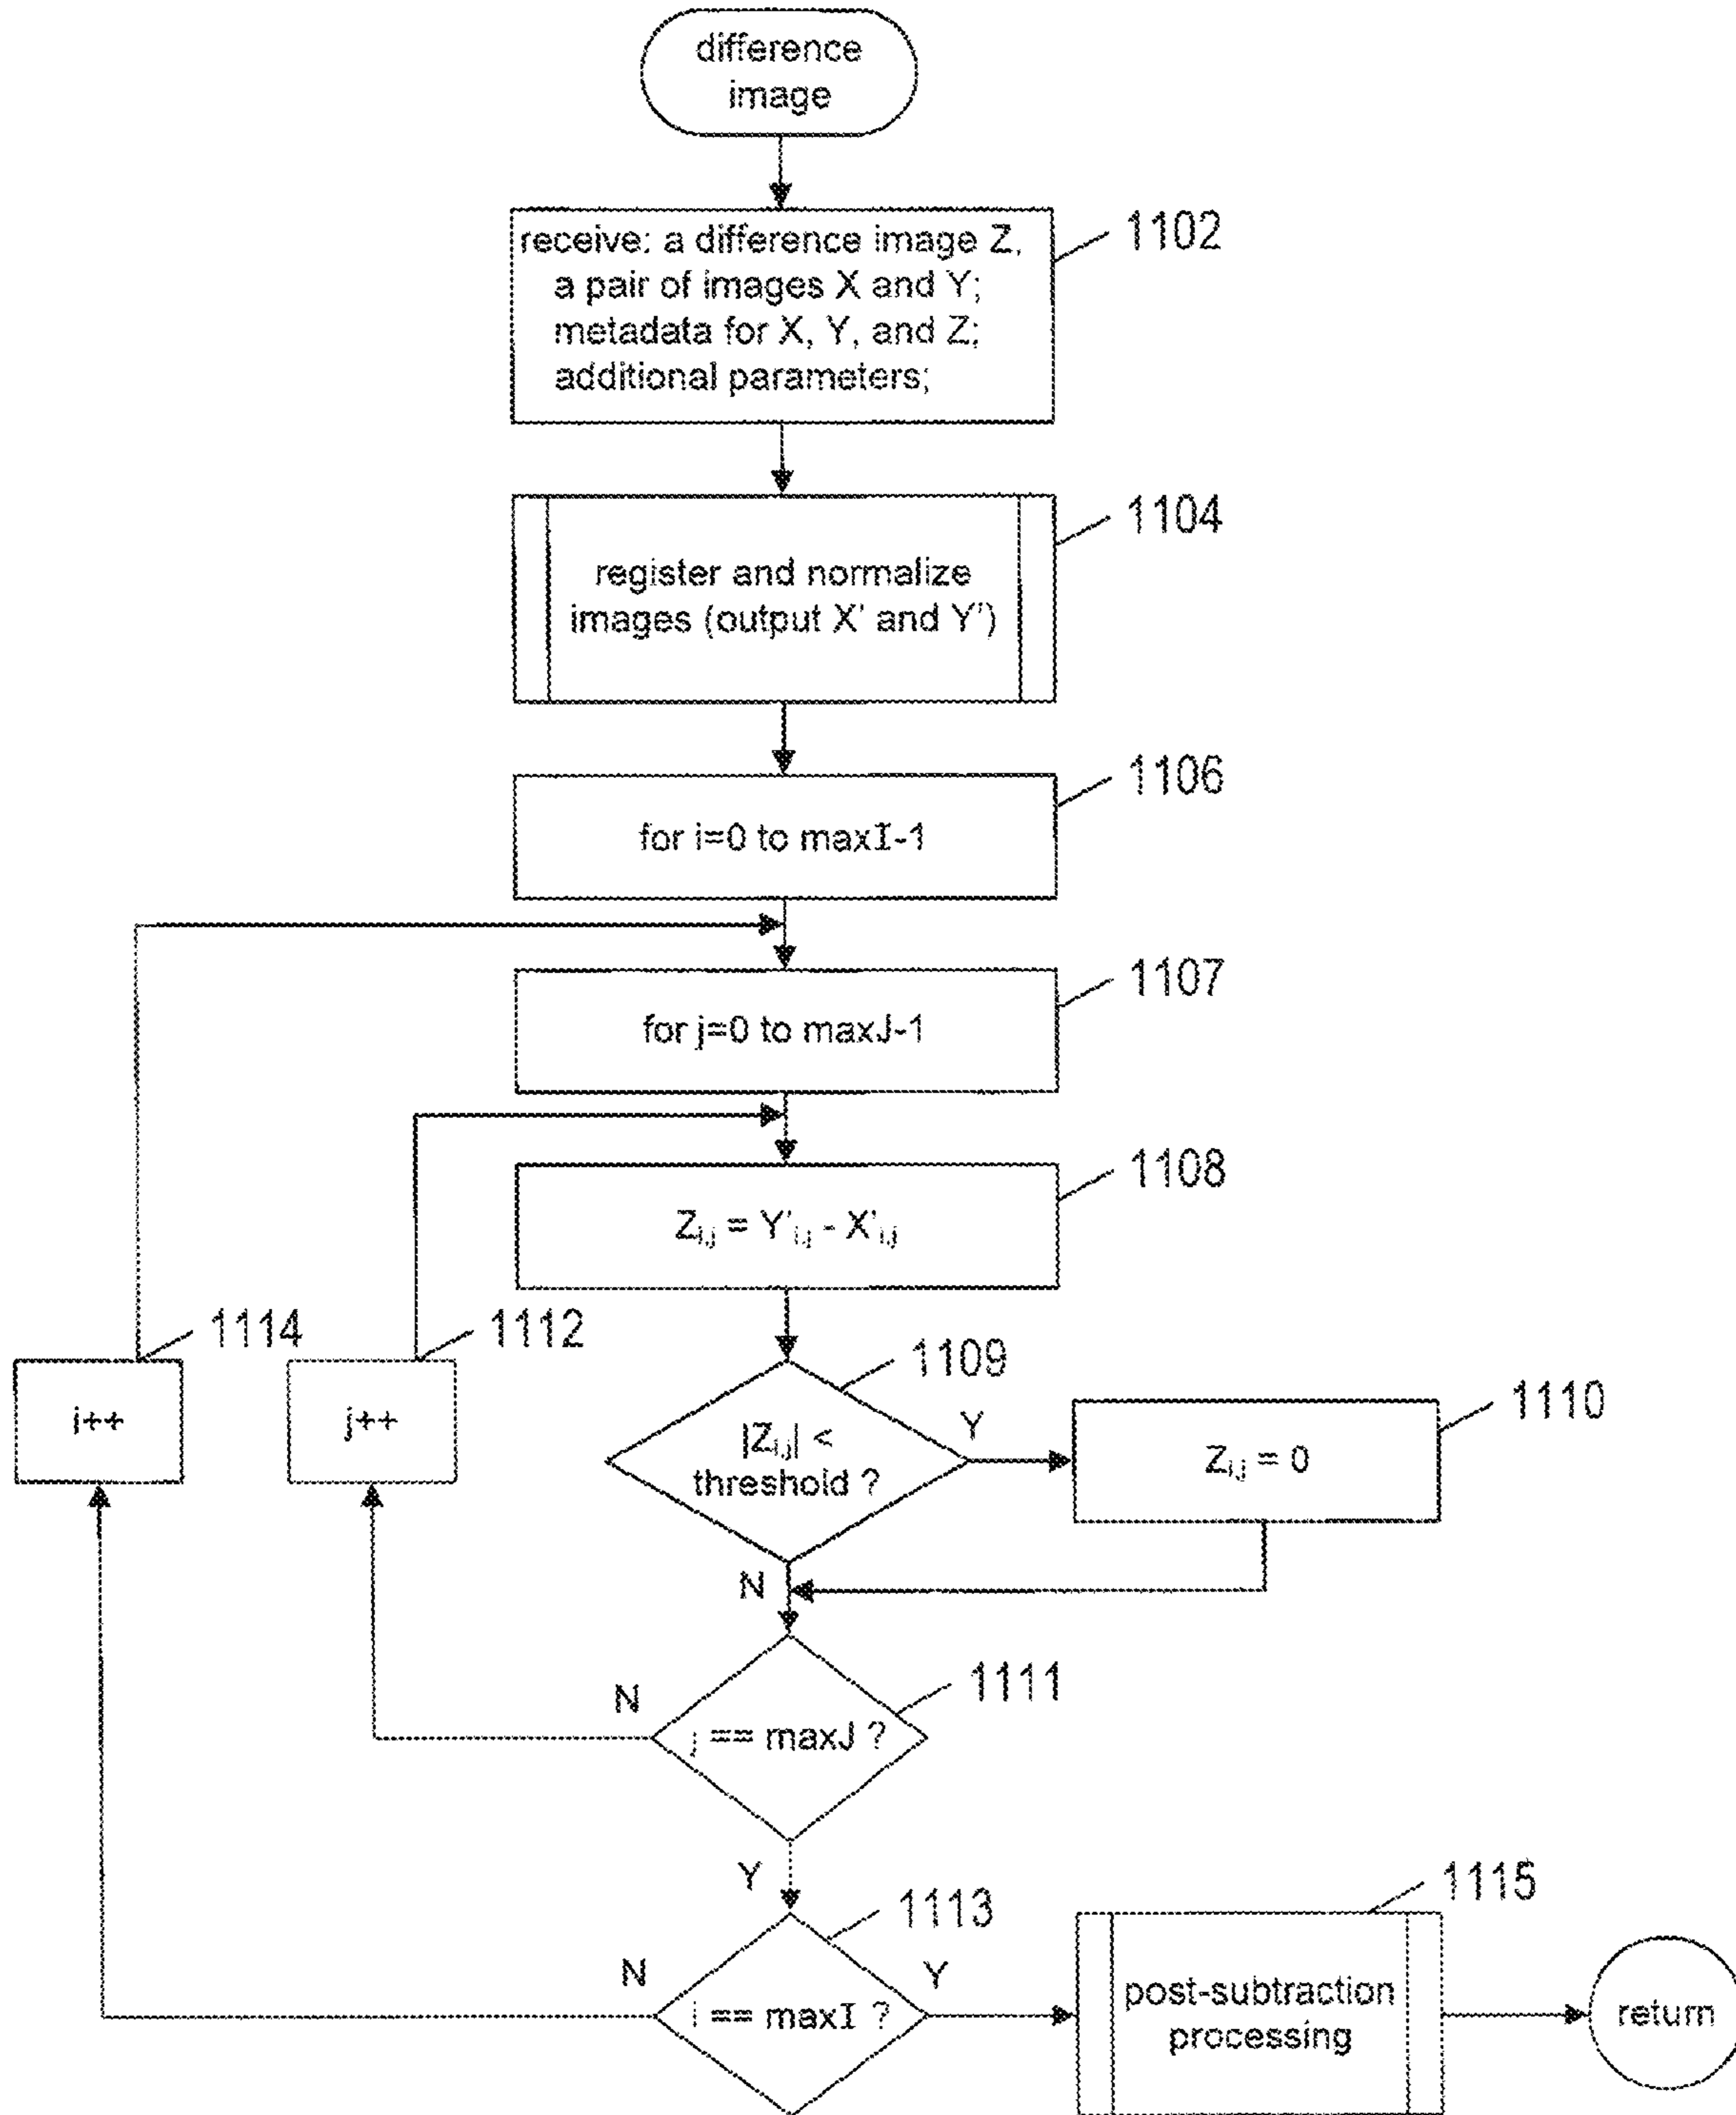 difference
image
receive: a difference image Z,
a pair of images X and Y;
metadata for X, Y, and Z;
additional parameters;
1102
register and normalize
images (output X' and Y')
1104
for i=0 to maxI-1
1106
for j=0 to maxJ-1
1107
Zi,j = Y'i,j - X'i,j
1108
1114
i++
1112
j++
1109
|Zi,j| <
threshold ?
Y
N
1110
Zi,j = 0
1111
j == maxJ ?
N
Y
1113
i == maxI ?
N
Y
1115
post-subtraction
processing
return